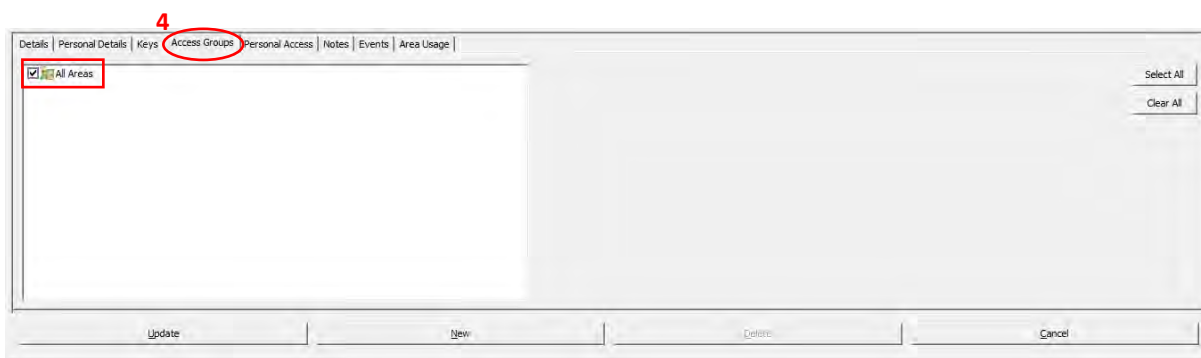 4
Details | Personal Details | Keys | Access Groups | Personal Access | Notes | Events | Area Usage |
All Areas
Select All
Clear All
Update New Delete Cancel